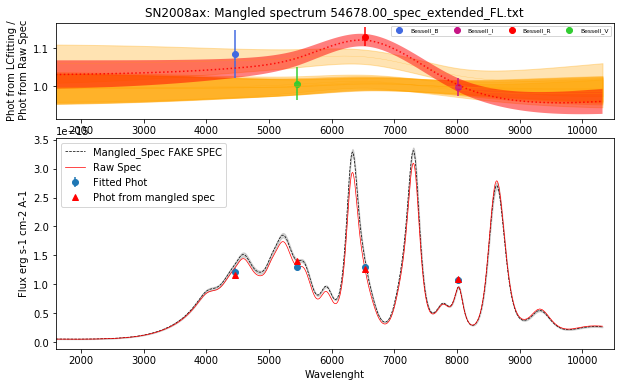 SN2008ax: Mangled spectrum 54678.00_spec_extended_FL.txt
Phot from LCfitting /
Phot from Raw Spec
1.1
1.0
Bessell_B
Bessell_I
Bessell_R
Bessell_V
2000 3000 4000 5000 6000 7000 8000 9000 10000
1e−15
Flux erg s-1 cm-2 A-1
3.5
3.0
2.5
2.0
1.5
1.0
0.5
0.0
Mangled_Spec FAKE SPEC
Raw Spec
Fitted Phot
Phot from mangled spec
2000 3000 4000 5000 6000 7000 8000 9000 10000
Wavelenght